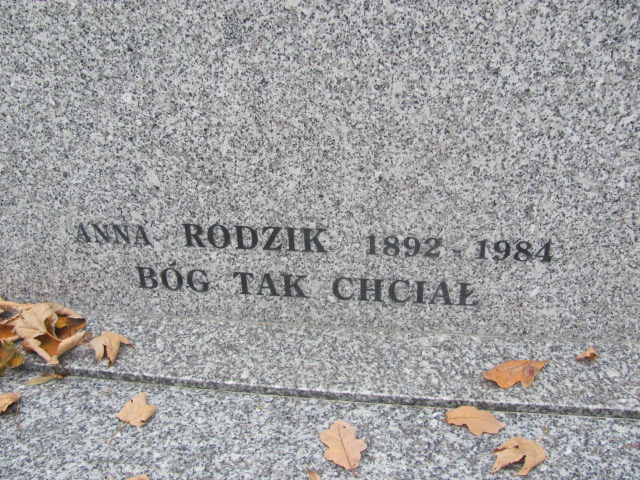 ANNA RODZIK 1892 - 1984
BÓG TAK CHCIAŁ